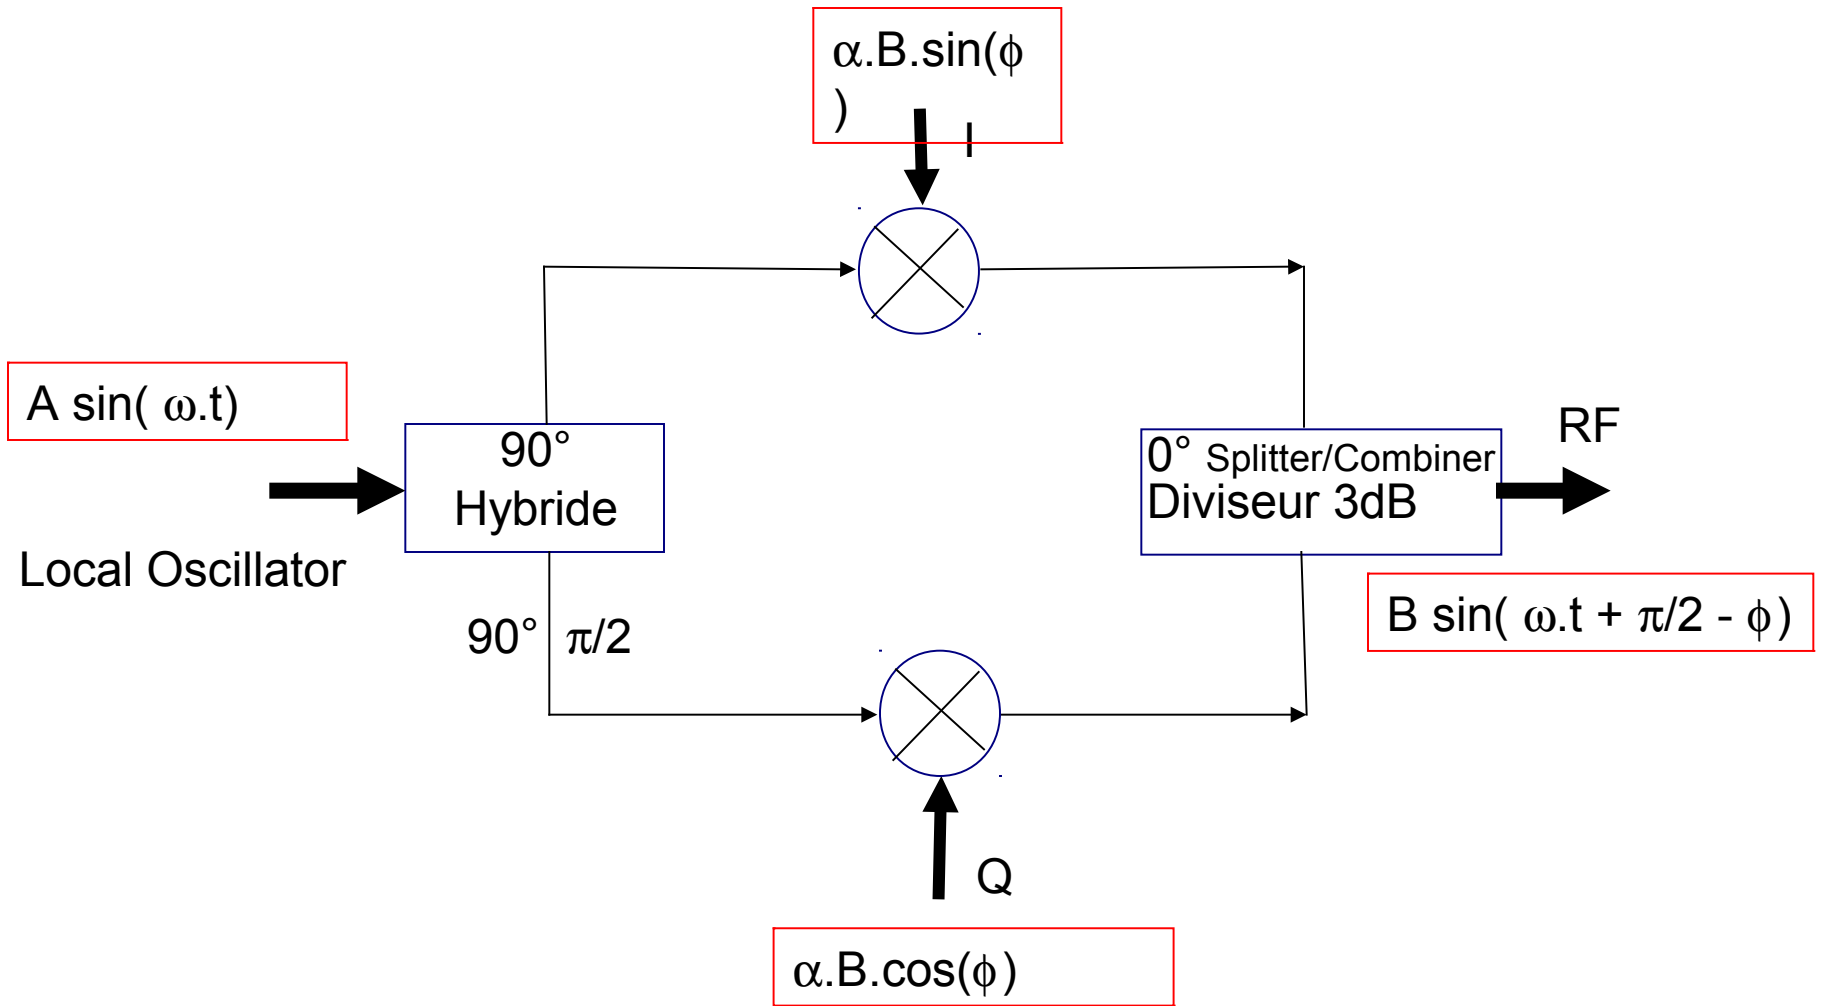 α.B.sin(ϕ
)
I
A sin( ω.t)
90°
Hybride
0° Splitter/Combiner
Diviseur 3dB
RF
Local Oscillator
B sin( ω.t + π/2 - ϕ)
90° π/2
Q
α.B.cos(ϕ)